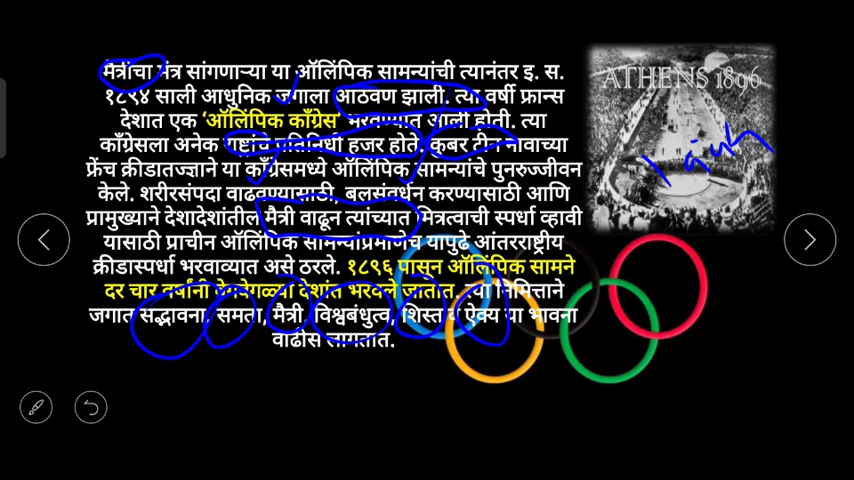 मैत्रीचा मंत्र सांगणाऱ्या या ऑलिंपिक सामन्यांची त्यानंतर इ. स.
१८९४ साली आधुनिक जगाला आठवण झाली. त्या वर्षी फ्रान्स
देशात एक ‘ऑलिंपिक काँग्रेस’ भरवण्यात आली होती. त्या
काँग्रेसला अनेक राष्ट्रांचे प्रतिनिधी हजर होते. कूबर टीन नावाच्या
फ्रेंच क्रीडातज्ज्ञाने या काँग्रेसमध्ये ऑलिंपिक सामन्यांचे पुनरुज्जीवन
केले. शरीरसंपदा वाढवण्यासाठी, बलसंवर्धन करण्यासाठी आणि
प्रामुख्याने देशादेशांतील मैत्री वाढून त्यांच्यात मित्रत्वाची स्पर्धा व्हावी
यासाठी प्राचीन ऑलिंपिक सामन्यांप्रमाणेच यापुढे आंतरराष्ट्रीय
क्रीडास्पर्धा भरवाव्यात असे ठरले. १८९६ पासून ऑलिंपिक सामने
दर चार वर्षांनी वेगवेगळ्या देशांत भरवले जातात. त्या निमित्ताने
जगात सद्भावना, समता, मैत्री, विश्वबंधुत्व, शिस्त व ऐक्य या भावना
वाढीस लागतात.
ATHENS 1896